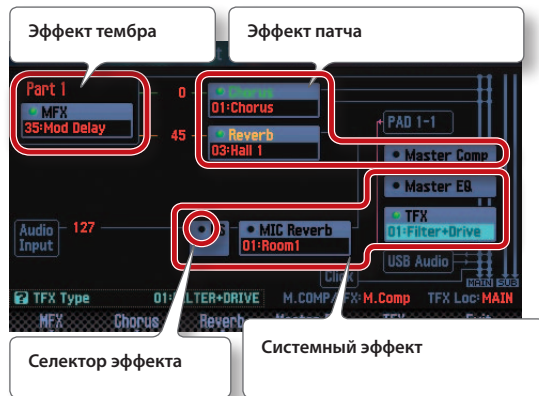 Эффект тембра
Эффект патча
Part 1
MFX
35:Mod Delay
0
Chorus
01:Chorus
45
Reverb
03:Hall 1
PAD 1-1
Master Comp
Master EQ
TFX
01:Filter+Drive
Audio Input
127
MIC Reverb
01:Room1
USB Audio
Click
MAIN SUB
TFX Type
M.Comp
TFX Loc:MAIN
MFX
Chorus
Reverb
Селектор эффекта
Системный эффект